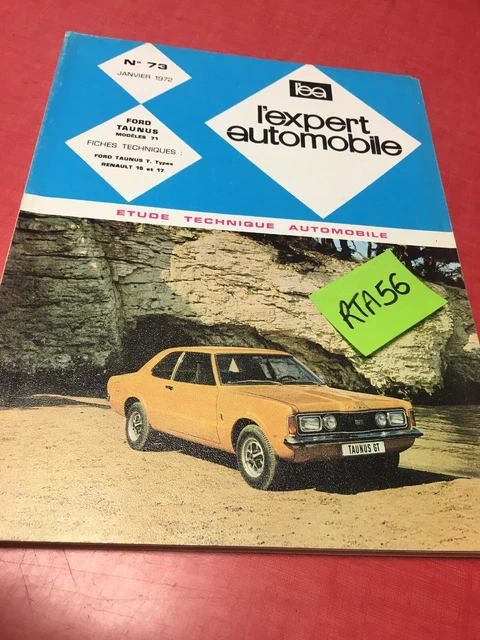 N° 73
JANVIER 1972
FORD
TAUNUS
MODÈLES 71
FICHES TECHNIQUES :
FORD TAUNUS T. Types
RENAULT 15 et 17
l'ea
l'expert
automobile
ETUDE TECHNIQUE AUTOMOBILE
RTA56
TAUNUS GT